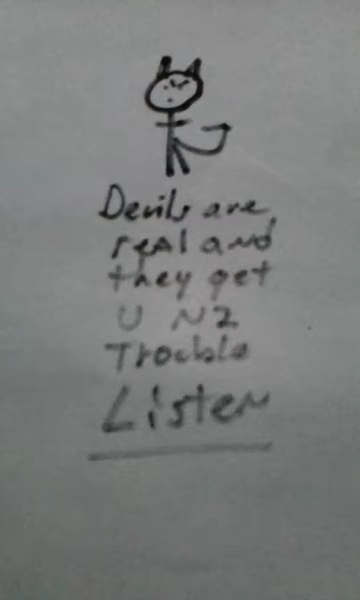 Devils are
real and
they get
U N2
Trouble
Listen